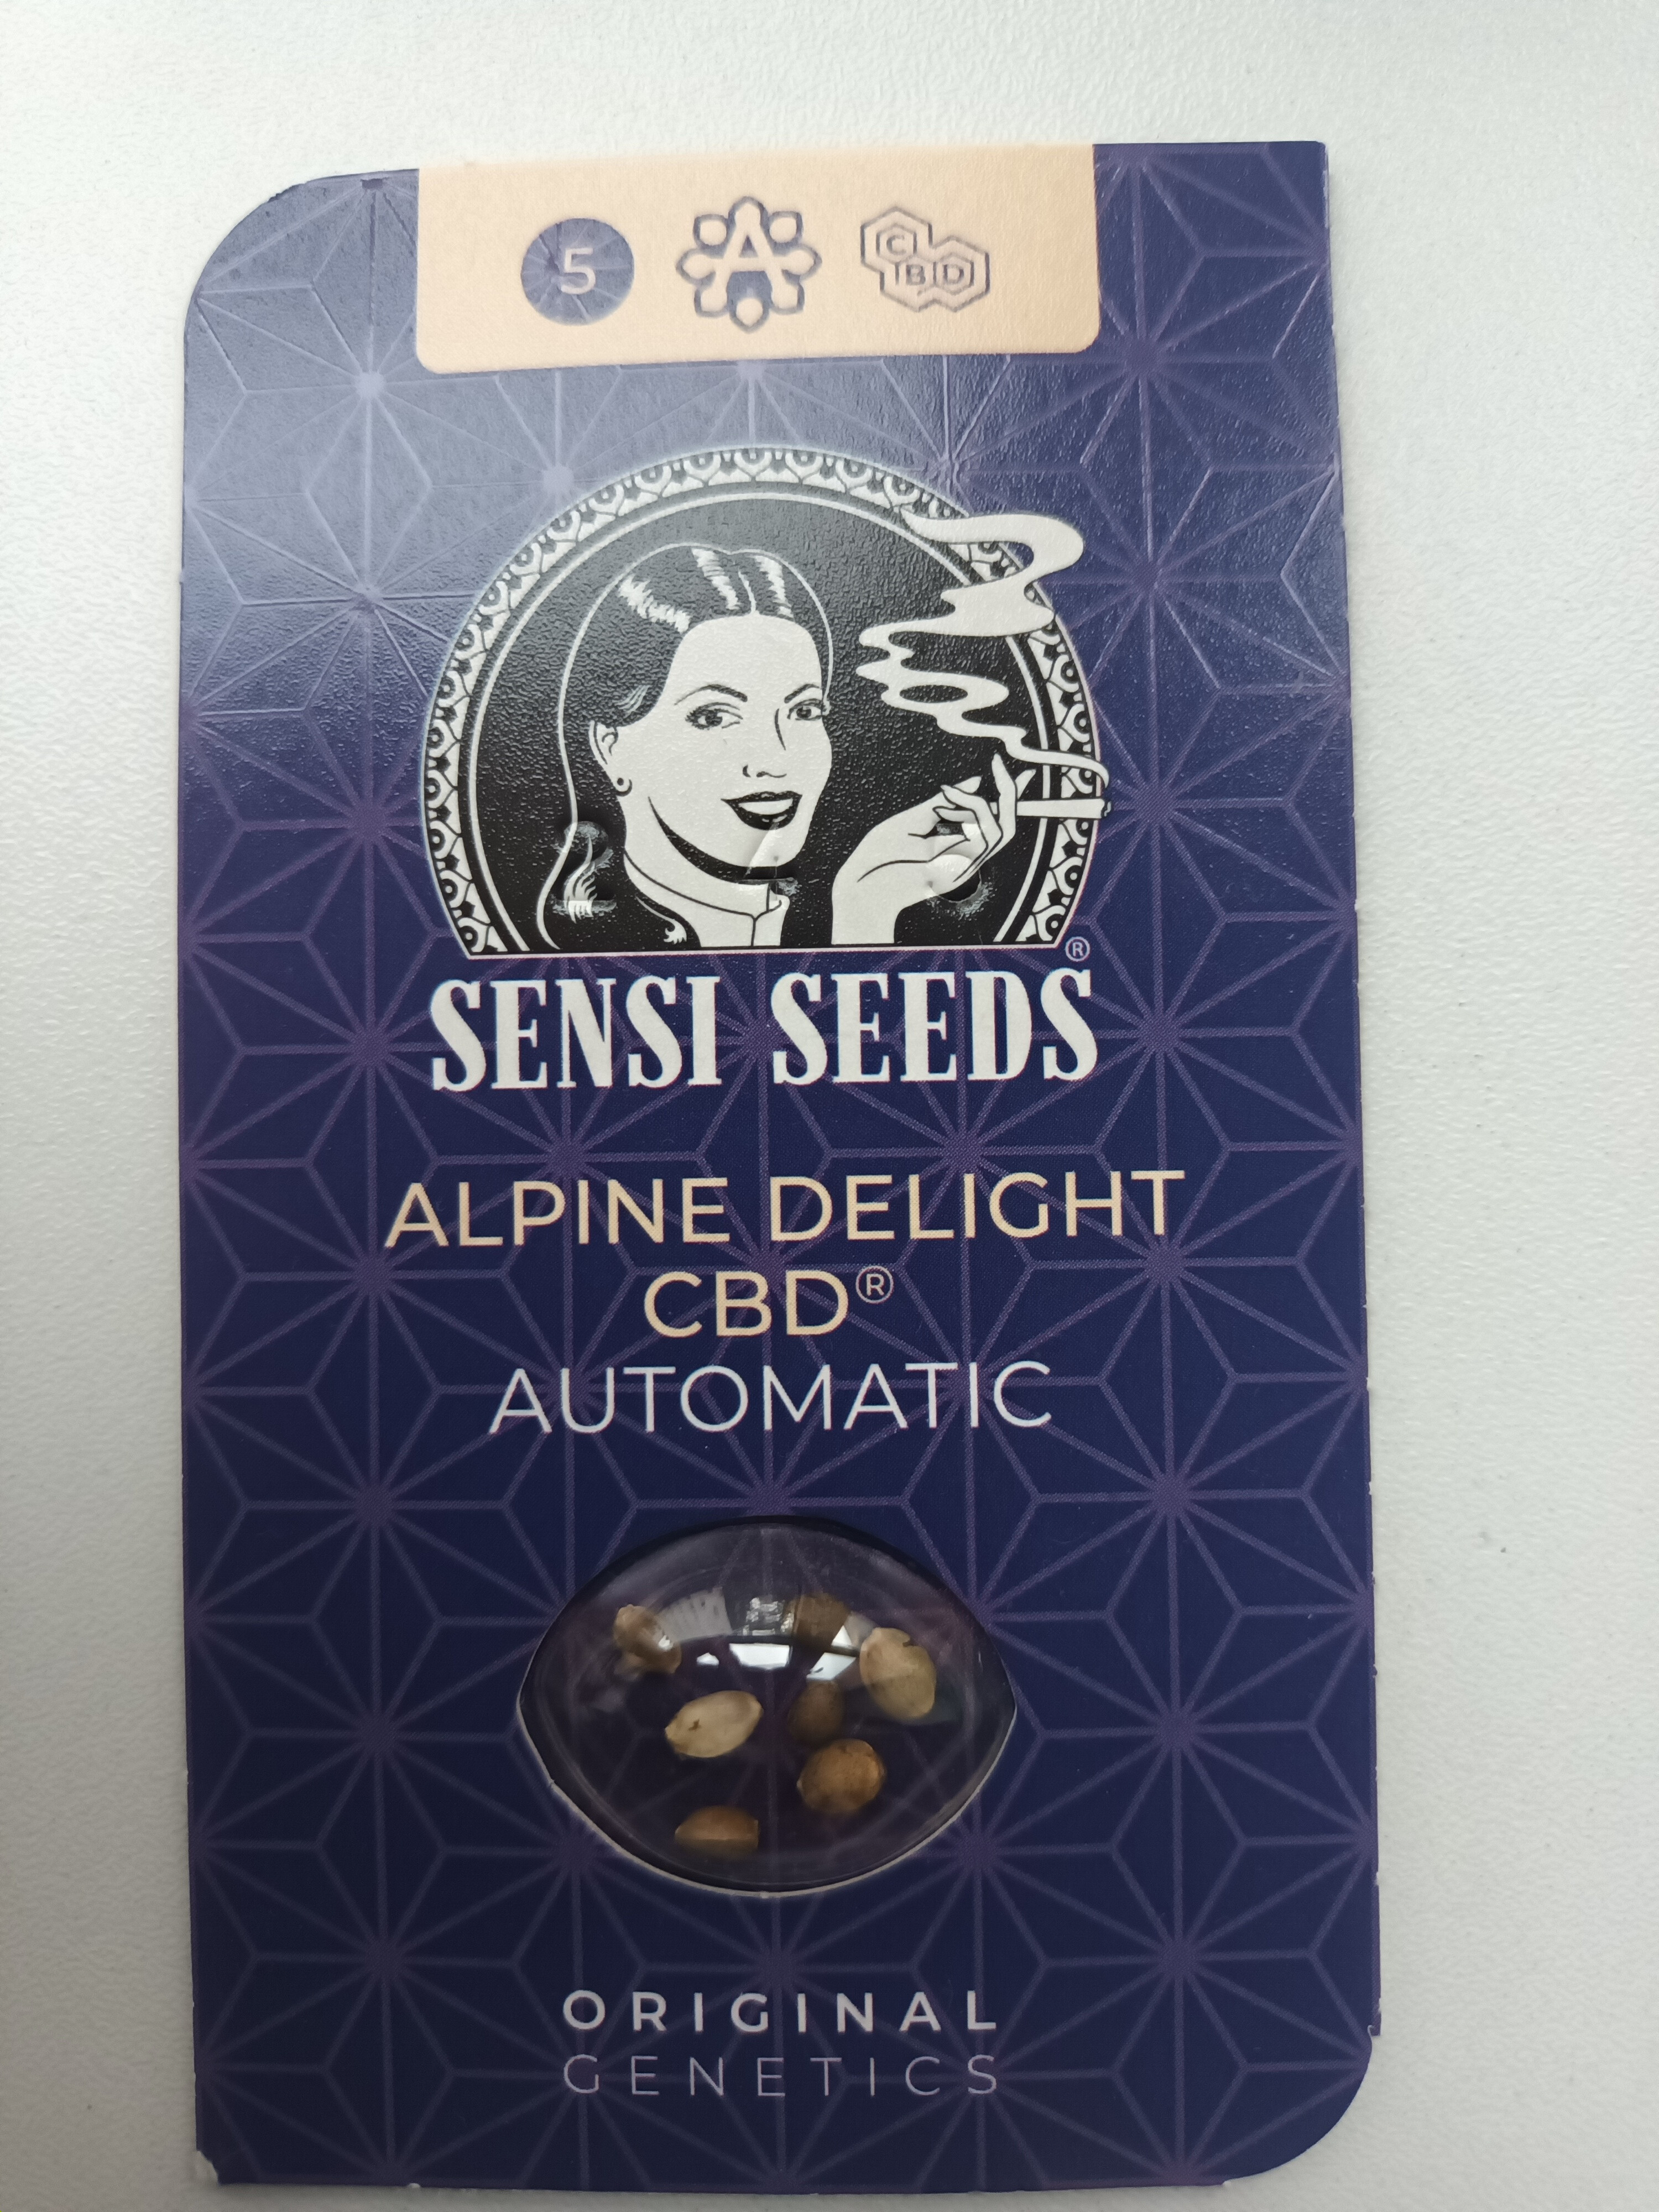 5 A CBD
®
SENSI SEEDS
ALPINE DELIGHT
CBD®
AUTOMATIC
ORIGINAL
GENETICS